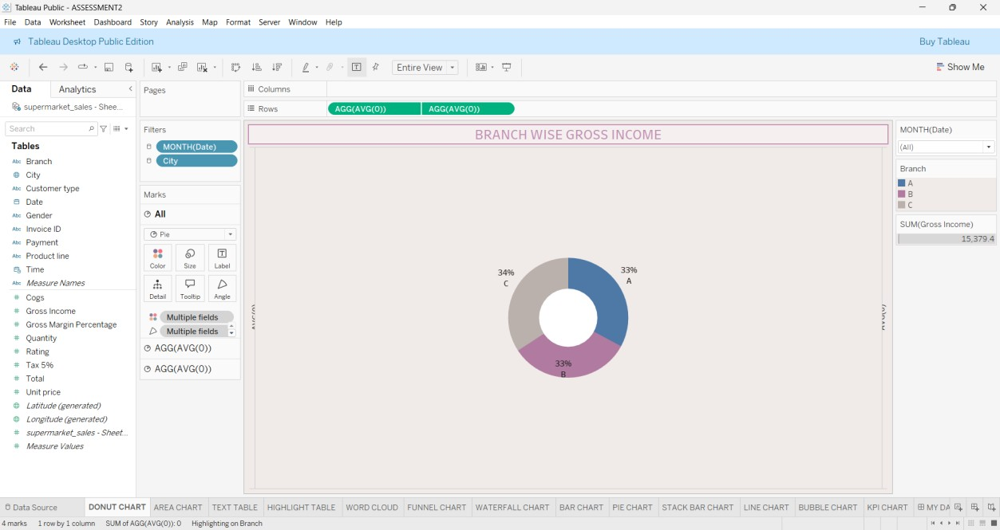 Tableau Public - ASSESSMENT2
File Data Worksheet Dashboard Story Analysis Map Format Server Window Help
Tableau Desktop Public Edition
Buy Tableau
Entire View
Show Me
Data
Analytics
supermarket_sales - Shee...
Search
Tables
Abc Branch
City
Abc Customer type
Date
Abc Gender
Abc Invoice ID
Abc Payment
Abc Product line
Time
Abc Measure Names
# Cogs
# Gross Income
# Gross Margin Percentage
# Quantity
# Rating
# Tax 5%
# Total
# Unit price
Latitude (generated)
Longitude (generated)
# supermarket_sales - Sheet...
# Measure Values
Pages
Filters
MONTH(Date)
City
Marks
All
Pie
Color Size Label
Detail Tooltip Angle
Multiple fields
Multiple fields
AGG(AVG(0))
AGG(AVG(0))
Columns
Rows AGG(AVG(0)) AGG(AVG(0))
BRANCH WISE GROSS INCOME
34%
C
33%
A
33%
B
MONTH(Date)
(All)
Branch
A
B
C
SUM(Gross Income)
15,379.4
Data Source DONUT CHART AREA CHART TEXT TABLE HIGHLIGHT TABLE WORD CLOUD FUNNEL CHART WATERFALL CHART BAR CHART PIE CHART STACK BAR CHART LINE CHART BUBBLE CHART KPI CHART MY DA
4 marks 1 row by 1 column SUM of AGG(AVG(0)): 0 Highlighting on Branch